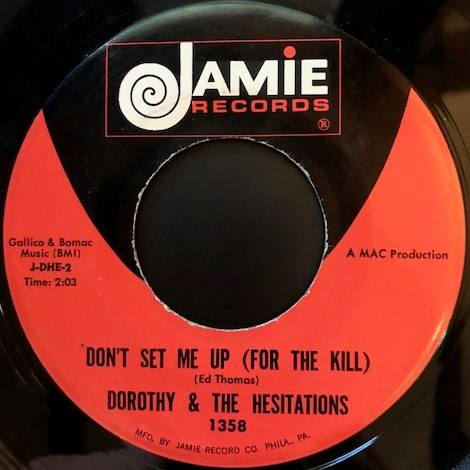 JAMIE
RECORDS
®
Gallico & Bomac
Music (BMI)
J-DHE-2
Time: 2:03
A MAC Production
DON'T SET ME UP (FOR THE KILL)
(Ed Thomas)
DOROTHY & THE HESITATIONS
1358
MFD. BY JAMIE RECORD CO. PHILA., PA.